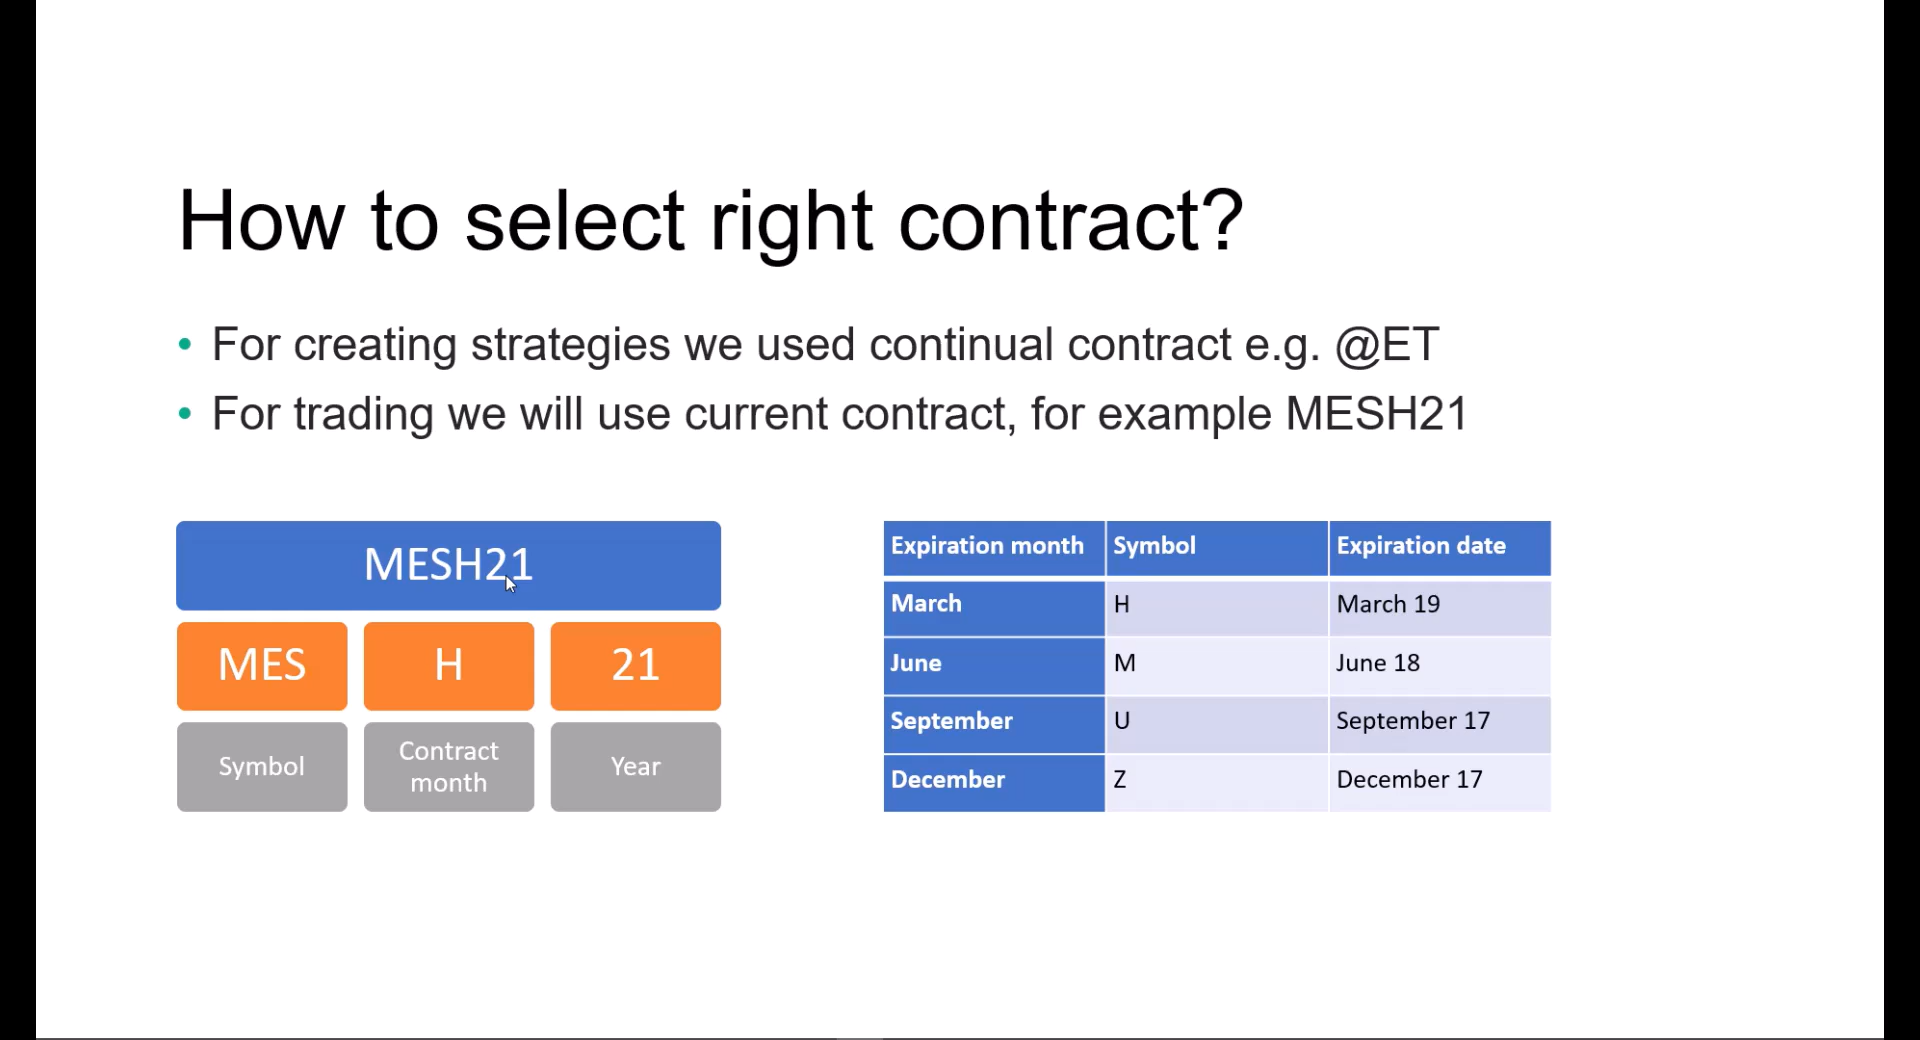 How to select right contract?
• For creating strategies we used continual contract e.g. @ET
• For trading we will use current contract, for example MESH21
MESH21
MES H 21
Symbol Contract month Year
Expiration month Symbol Expiration date
March H March 19
June M June 18
September U September 17
December Z December 17